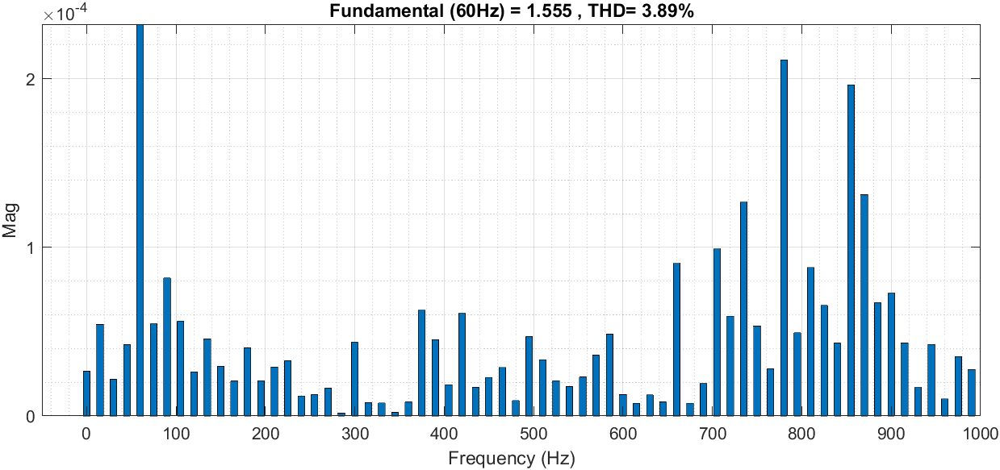 Fundamental (60Hz) = 1.555 , THD= 3.89%
×10⁻⁴
2
1
0
Mag
0 100 200 300 400 500 600 700 800 900 1000
Frequency (Hz)